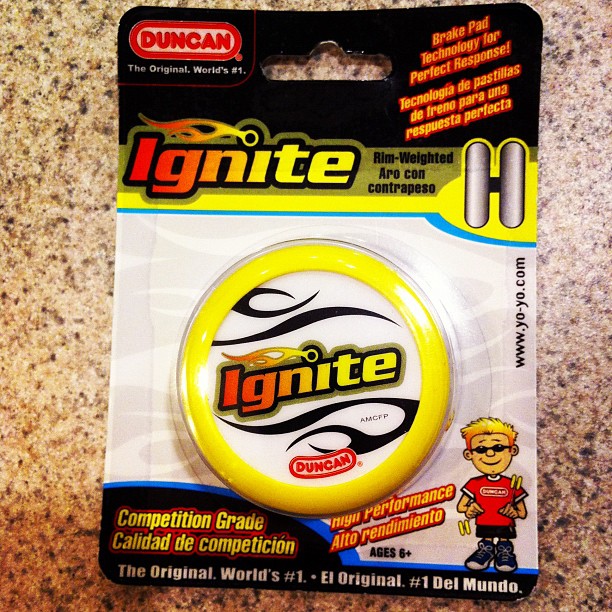 DUNCAN®
The Original. World's #1.
Brake Pad
Technology for
Perfect Response!
Tecnología de pastillas
de freno para una
respuesta perfecta
Ignite
Rim-Weighted
Aro con
contrapeso
www.yo-yo.com
Ignite
AMCFP
DUNCAN®
DUNCAN
Competition Grade
Calidad de competición
High Performance
Alto rendimiento
AGES 6+
The Original. World's #1. • El Original. #1 Del Mundo.